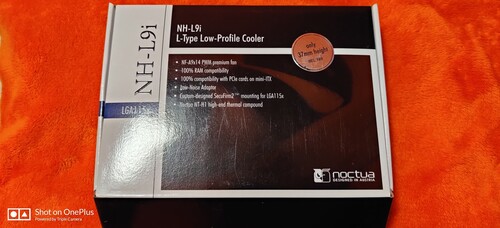 NH-L9i
L-Type Low-Profile Cooler
only
37mm height
incl. fan
NF-A9x14 PWM premium fan
100% RAM compatibility
100% compatibility with PCIe cards on mini-ITX
Low-Noise Adaptor
Custom-designed SecuFirm2™ mounting for LGA115x
Noctua NT-H1 high-end thermal compound
NH-L9i
LGA115x
noctua
DESIGNED IN AUSTRIA
Shot on OnePlus
Powered by Triple Camera